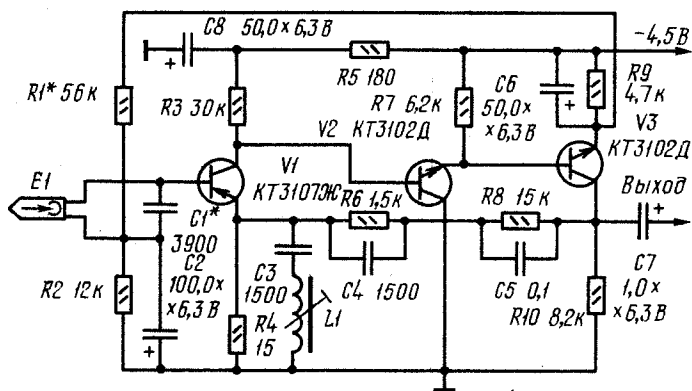 C8 50,0×6,3В
-4,5В
R1* 56к
R3 30к
R5 180
R7 6,2к
C6
50,0×
×6,3В
R9
4,7к
V3
КТ3102Д
V2 КТ3102Д
E1
V1
КТ3107Ж
C1*
3900
R6 1,5к
R8 15к
Выход
R2 12к
C2
100,0×
×6,3В
C3
1500
R4
15
L1
C4 1500
C5 0,1
R10 8,2к
C7
1,0×
×6,3В